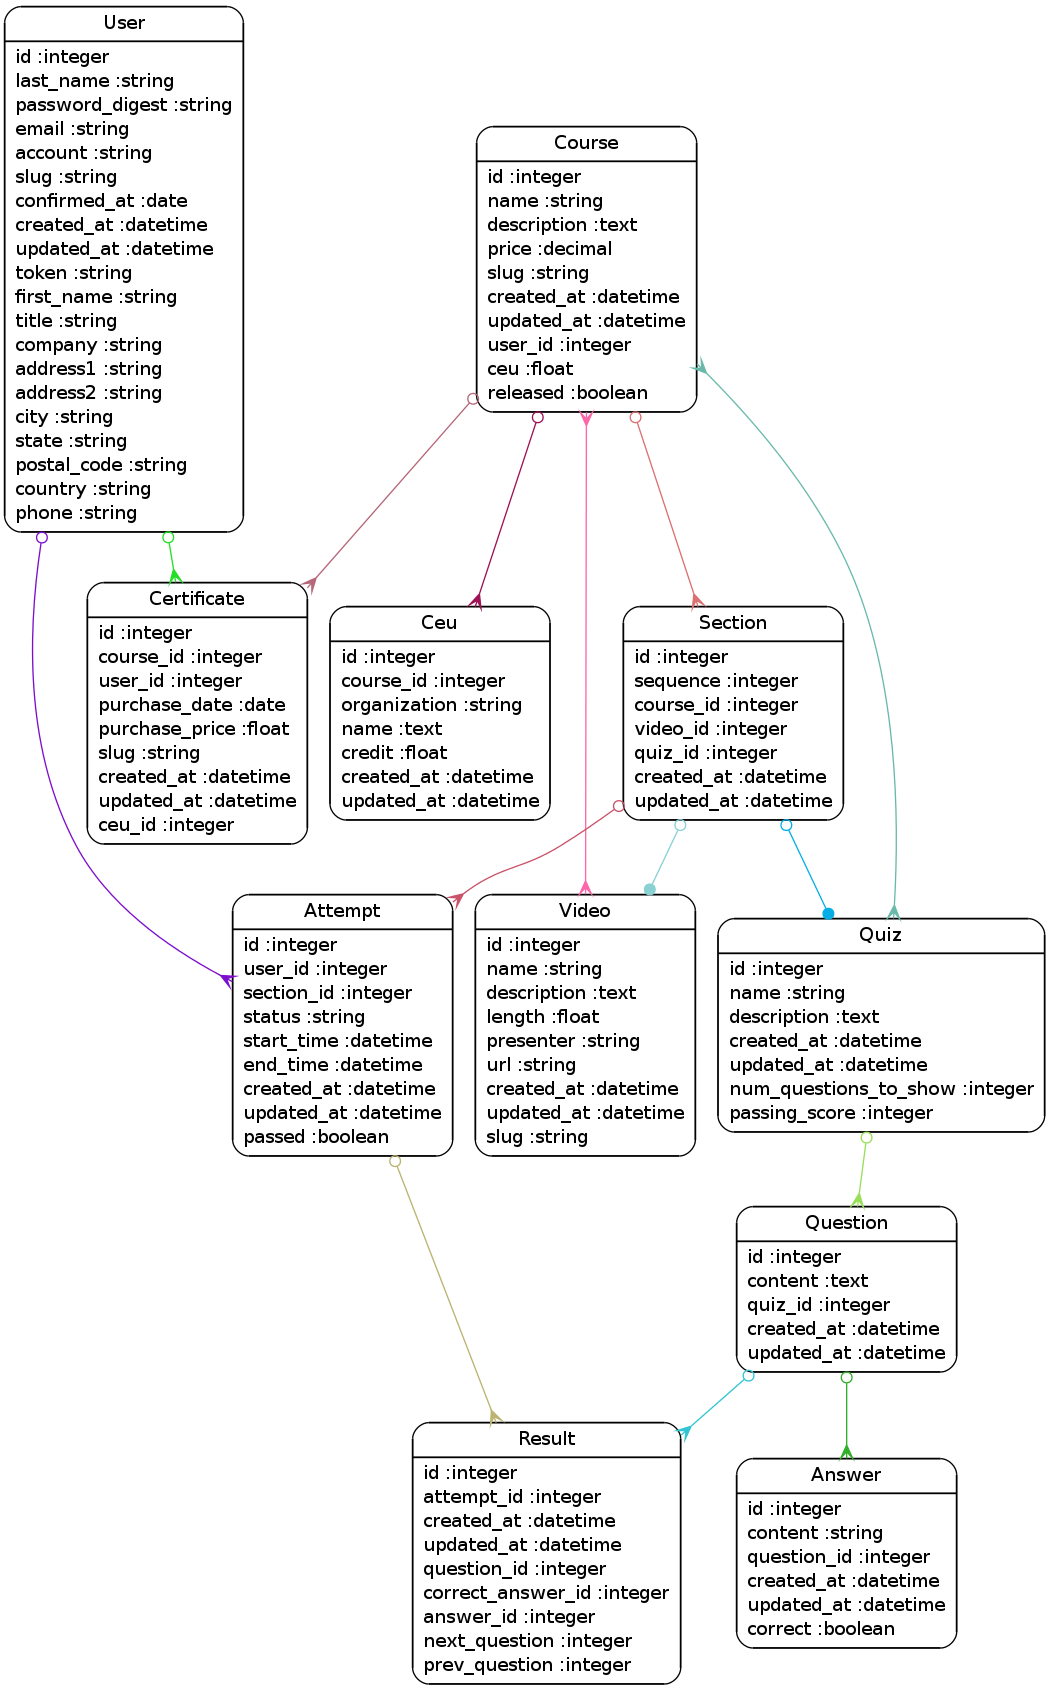 User
id :integer
last_name :string
password_digest :string
email :string
account :string
slug :string
confirmed_at :date
created_at :datetime
updated_at :datetime
token :string
first_name :string
title :string
company :string
address1 :string
address2 :string
city :string
state :string
postal_code :string
country :string
phone :string
Course
id :integer
name :string
description :text
price :decimal
slug :string
created_at :datetime
updated_at :datetime
user_id :integer
ceu :float
released :boolean
Certificate
id :integer
course_id :integer
user_id :integer
purchase_date :date
purchase_price :float
slug :string
created_at :datetime
updated_at :datetime
ceu_id :integer
Ceu
id :integer
course_id :integer
organization :string
name :text
credit :float
created_at :datetime
updated_at :datetime
Section
id :integer
sequence :integer
course_id :integer
video_id :integer
quiz_id :integer
created_at :datetime
updated_at :datetime
Attempt
id :integer
user_id :integer
section_id :integer
status :string
start_time :datetime
end_time :datetime
created_at :datetime
updated_at :datetime
passed :boolean
Video
id :integer
name :string
description :text
length :float
presenter :string
url :string
created_at :datetime
updated_at :datetime
slug :string
Quiz
id :integer
name :string
description :text
created_at :datetime
updated_at :datetime
num_questions_to_show :integer
passing_score :integer
Question
id :integer
content :text
quiz_id :integer
created_at :datetime
updated_at :datetime
Result
id :integer
attempt_id :integer
created_at :datetime
updated_at :datetime
question_id :integer
correct_answer_id :integer
answer_id :integer
next_question :integer
prev_question :integer
Answer
id :integer
content :string
question_id :integer
created_at :datetime
updated_at :datetime
correct :boolean